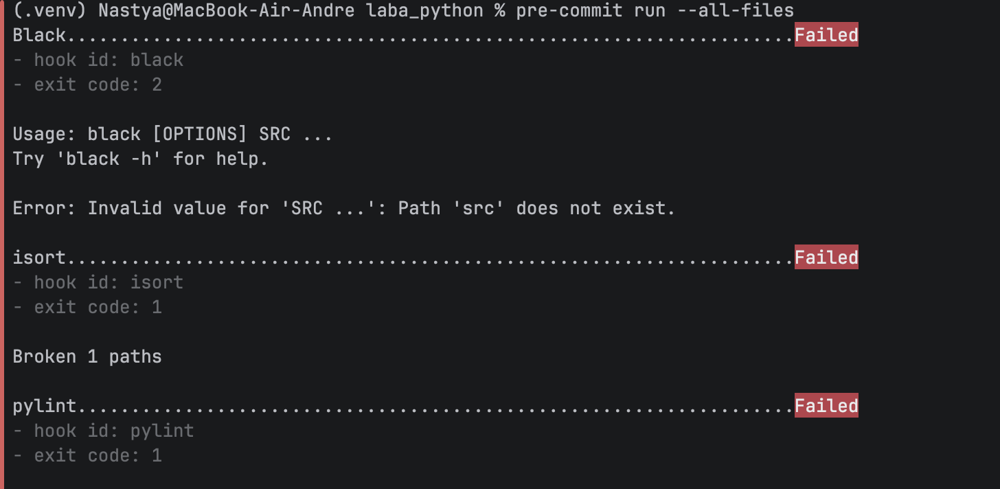 (.venv) Nastya@MacBook-Air-Andre laba_python % pre-commit run --all-files
Black....................................................................Failed
- hook id: black
- exit code: 2
Usage: black [OPTIONS] SRC ...
Try 'black -h' for help.
Error: Invalid value for 'SRC ...': Path 'src' does not exist.
isort....................................................................Failed
- hook id: isort
- exit code: 1
Broken 1 paths
pylint...................................................................Failed
- hook id: pylint
- exit code: 1